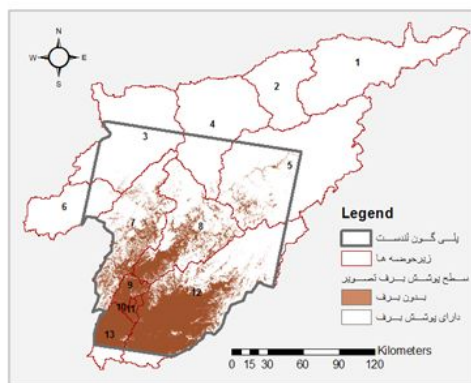 N
W E
S
1
2
3
4
5
6
7
8
9
10 11
12
13
Legend
پلی گون لندست
زیرحوضه ها
سطح پوشش برف تصویر
بدون برف
دارای پوشش برف
Kilometers
0 15 30 60 90 120